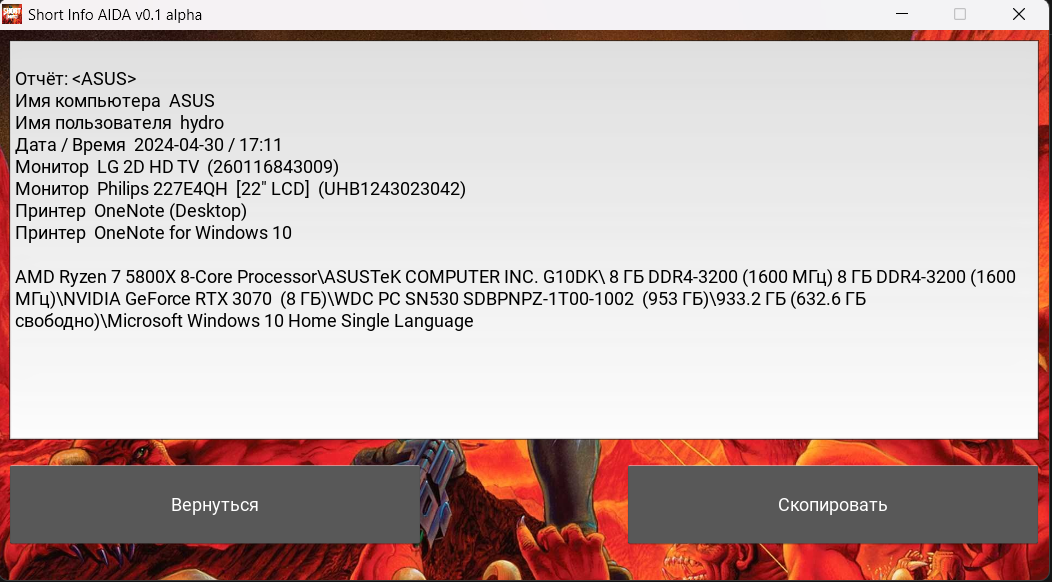 Short Info AIDA v0.1 alpha
Отчёт: <ASUS>
Имя компьютера  ASUS
Имя пользователя  hydro
Дата / Время  2024-04-30 / 17:11
Монитор  LG 2D HD TV  (260116843009)
Монитор  Philips 227E4QH  [22" LCD]  (UHB1243023042)
Принтер  OneNote (Desktop)
Принтер  OneNote for Windows 10
AMD Ryzen 7 5800X 8-Core Processor\ASUSTeK COMPUTER INC. G10DK\ 8 ГБ DDR4-3200 (1600 МГц) 8 ГБ DDR4-3200 (1600
МГц)\NVIDIA GeForce RTX 3070  (8 ГБ)\WDC PC SN530 SDBPNPZ-1T00-1002  (953 ГБ)\933.2 ГБ (632.6 ГБ
свободно)\Microsoft Windows 10 Home Single Language
Вернуться
Скопировать